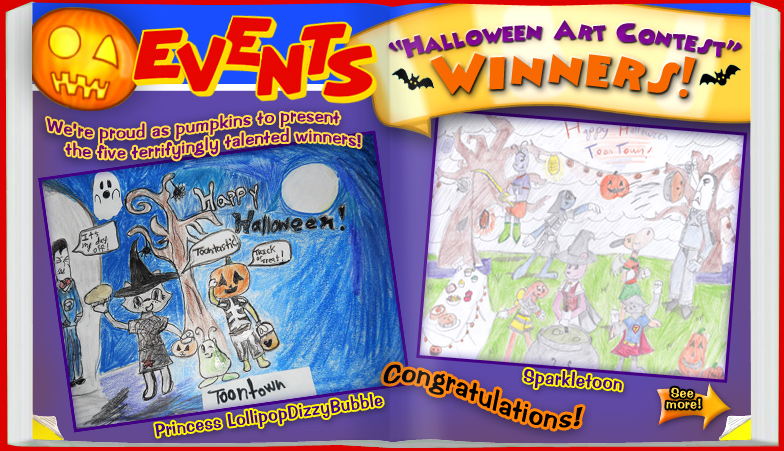 EVENTS
We're proud as pumpkins to present
the five terrifyingly talented winners!
Happy
Halloween!
It's
my day
off!
Toontastic!
Trick
or treat!
Toontown
Princess LollipopDizzyBubble
"HALLOWEEN ART CONTEST"
WINNERS!
Happy Halloween
ToonTown!
Sparkletoon
Congratulations!
See
more!